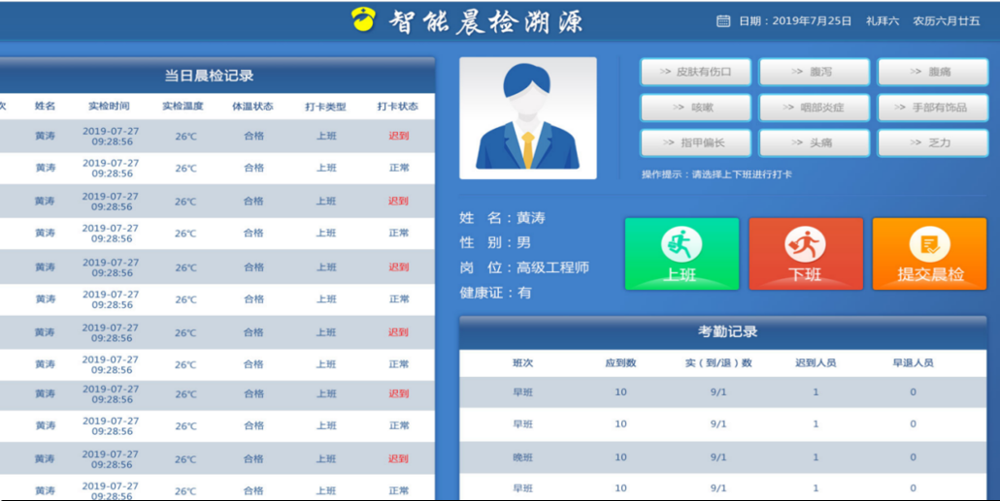 智能晨检溯源
日期：2019年7月25日 礼拜六 农历六月廿五
当日晨检记录
次 姓名 实检时间 实检温度 体温状态 打卡类型 打卡状态
黄涛 2019-07-27 09:28:56 26℃ 合格 上班 迟到
黄涛 2019-07-27 09:28:56 26℃ 合格 上班 正常
黄涛 2019-07-27 09:28:56 26℃ 合格 上班 迟到
黄涛 2019-07-27 09:28:56 26℃ 合格 上班 正常
黄涛 2019-07-27 09:28:56 26℃ 合格 上班 迟到
黄涛 2019-07-27 09:28:56 26℃ 合格 上班 正常
黄涛 2019-07-27 09:28:56 26℃ 合格 上班 迟到
黄涛 2019-07-27 09:28:56 26℃ 合格 上班 正常
黄涛 2019-07-27 09:28:56 26℃ 合格 上班 迟到
黄涛 2019-07-27 09:28:56 26℃ 合格 上班 正常
黄涛 2019-07-27 09:28:56 26℃ 合格 上班 迟到
黄涛 2019-07-27 09:28:56 26℃ 合格 上班 正常
>> 皮肤有伤口 >> 腹泻 >> 腹痛
>> 咳嗽 >> 咽部炎症 >> 手部有饰品
>> 指甲偏长 >> 头痛 >> 乏力
操作提示：请选择上下班进行打卡
姓 名：黄涛
性 别：男
岗 位：高级工程师
健康证：有
上班 下班 提交晨检
考勤记录
班次 应到数 实（到/退）数 迟到人员 早退人员
早班 10 9/1 1 0
早班 10 9/1 1 0
晚班 10 9/1 1 0
早班 10 9/1 1 0